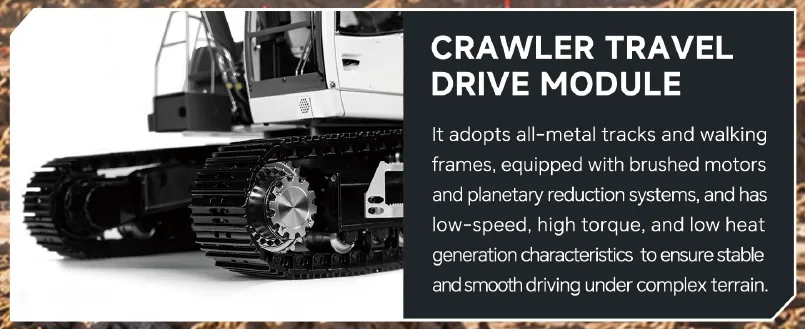 CRAWLER TRAVEL
DRIVE MODULE
It adopts all-metal tracks and walking
frames, equipped with brushed motors
and planetary reduction systems, and has
low-speed, high torque, and low heat
generation characteristics to ensure stable
and smooth driving under complex terrain.